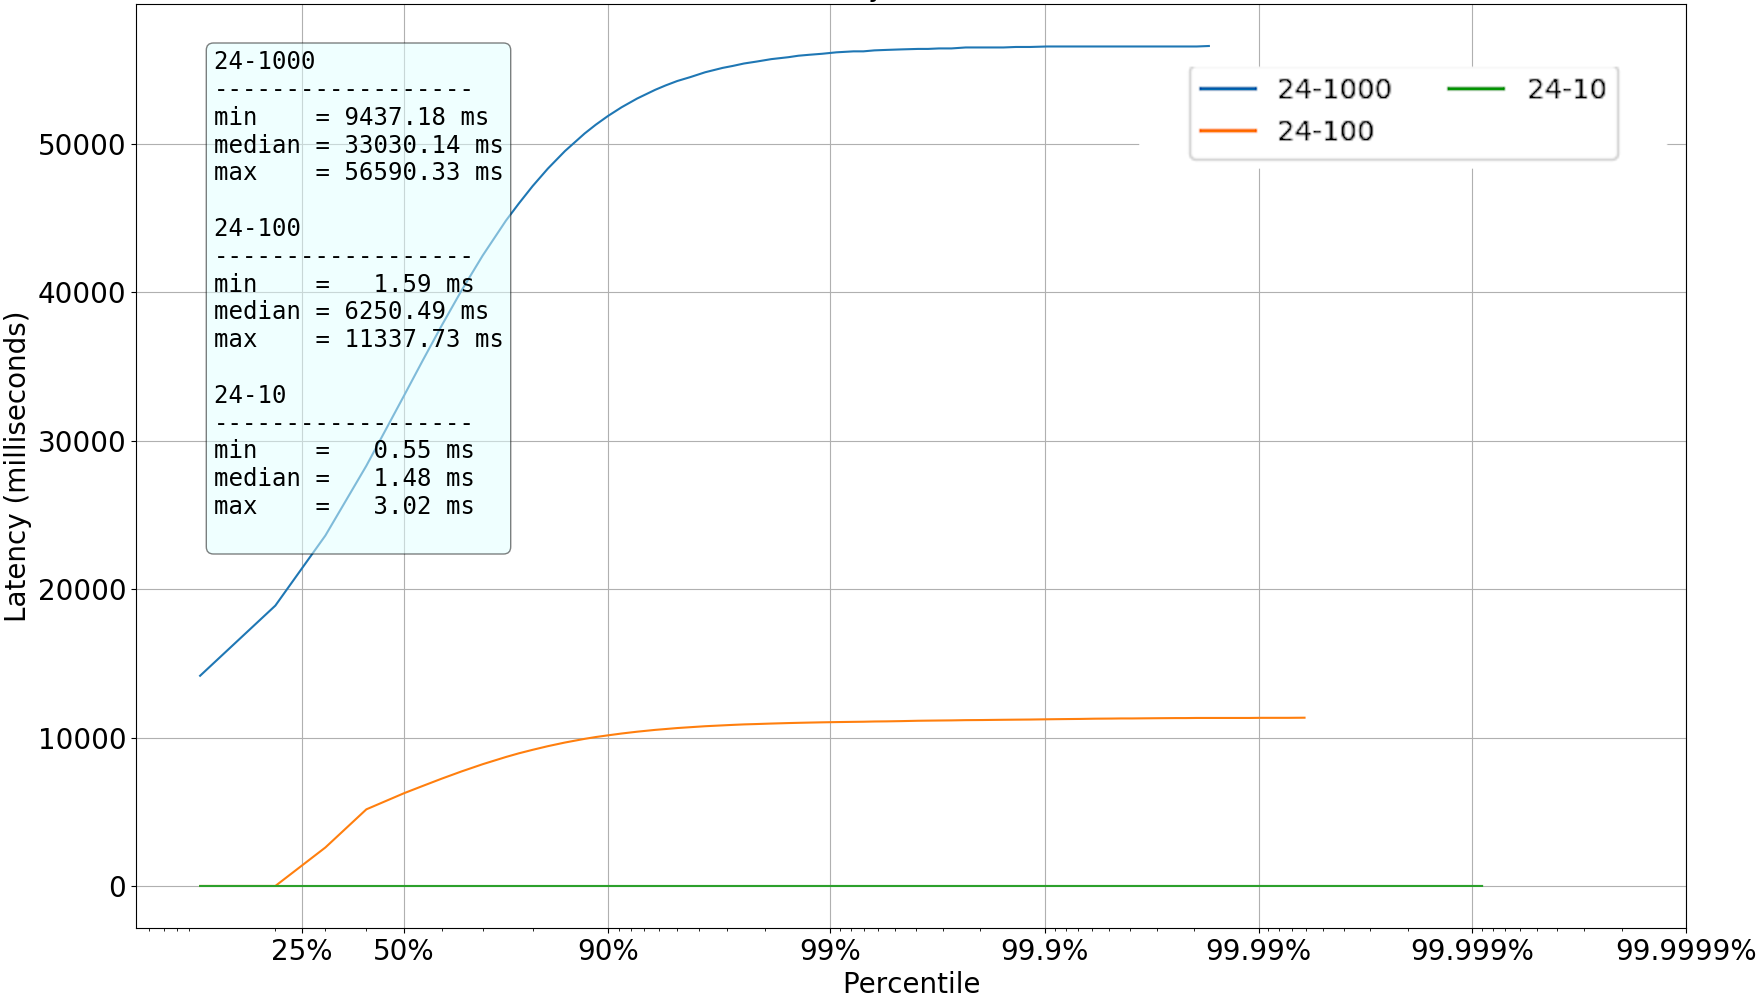 24-1000
------------------
min    = 9437.18 ms
median = 33030.14 ms
max    = 56590.33 ms
24-100
------------------
min    =   1.59 ms
median = 6250.49 ms
max    = 11337.73 ms
24-10
------------------
min    =   0.55 ms
median =   1.48 ms
max    =   3.02 ms
24-1000
24-100
24-10
Latency (milliseconds)
50000
40000
30000
20000
10000
0
25% 50% 90% 99% 99.9% 99.99% 99.999% 99.9999%
Percentile